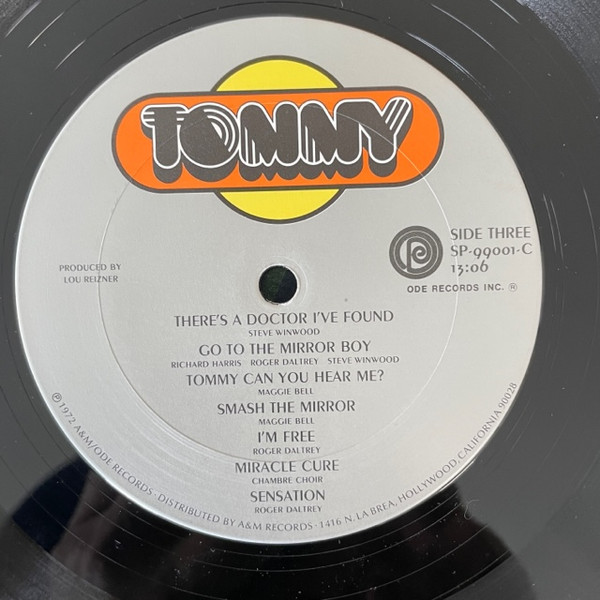 TOMMY
SIDE THREE
SP-99001-C
13:06
ODE RECORDS INC. ®
PRODUCED BY
LOU REIZNER
THERE'S A DOCTOR I'VE FOUND
STEVE WINWOOD
GO TO THE MIRROR BOY
RICHARD HARRIS ROGER DALTREY STEVE WINWOOD
TOMMY CAN YOU HEAR ME?
MAGGIE BELL
SMASH THE MIRROR
MAGGIE BELL
I'M FREE
ROGER DALTREY
MIRACLE CURE
CHAMBRE CHOIR
SENSATION
ROGER DALTREY
℗ 1972 A&M/ODE RECORDS · DISTRIBUTED BY A&M RECORDS · 1416 N. LA BREA, HOLLYWOOD, CALIFORNIA 90028